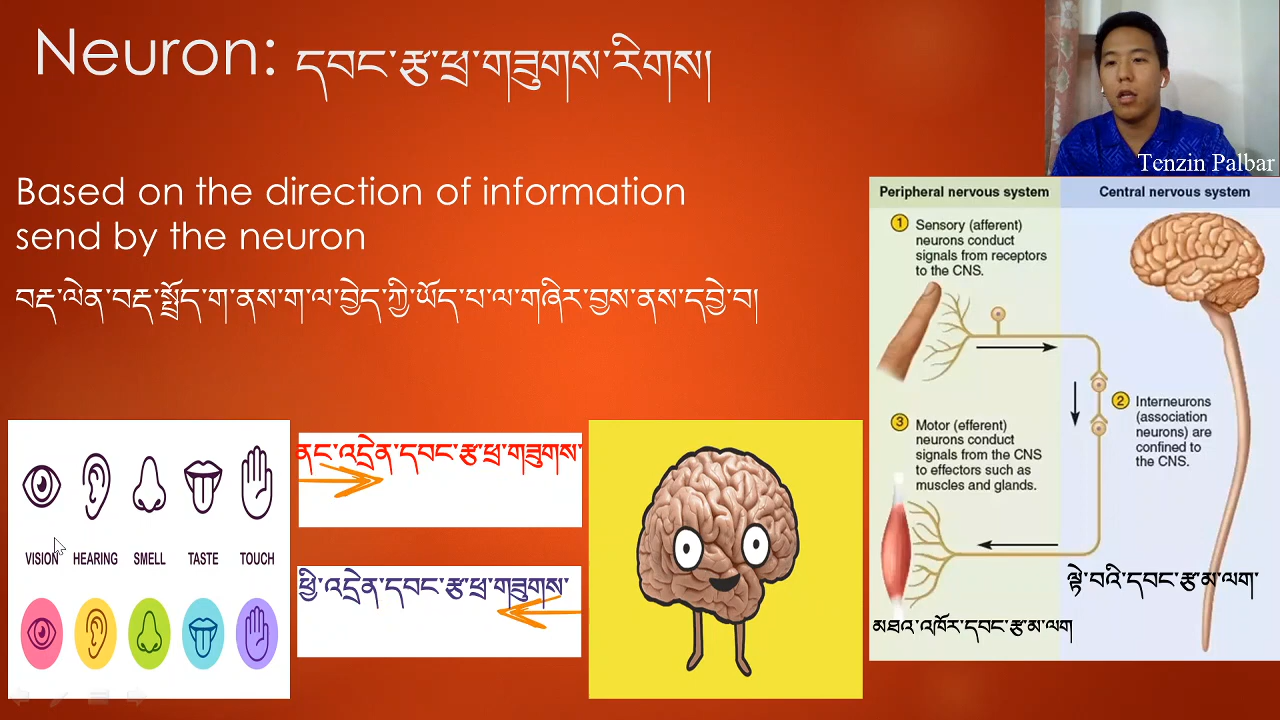 Neuron: དབང་རྩ་ཕྲ་གཟུགས་རིགས།
Tenzin Palbar
Based on the direction of information
send by the neuron
བརྡ་ལེན་བརྡ་སྤྲོད་ག་ནས་ག་ལ་བྱེད་ཀྱི་ཡོད་པ་ལ་གཞིར་བྱས་ནས་དབྱེ་བ།
VISION HEARING SMELL TASTE TOUCH
ནང་འདྲེན་དབང་རྩ་ཕྲ་གཟུགས་
ཕྱི་འདྲེན་དབང་རྩ་ཕྲ་གཟུགས་
Peripheral nervous system
Central nervous system
1 Sensory (afferent)
neurons conduct
signals from receptors
to the CNS.
2 Interneurons
(association
neurons) are
confined to
the CNS.
3 Motor (efferent)
neurons conduct
signals from the CNS
to effectors such as
muscles and glands.
ལྟེ་བའི་དབང་རྩ་མ་ལག་
མཐའ་འཁོར་དབང་རྩ་མ་ལག